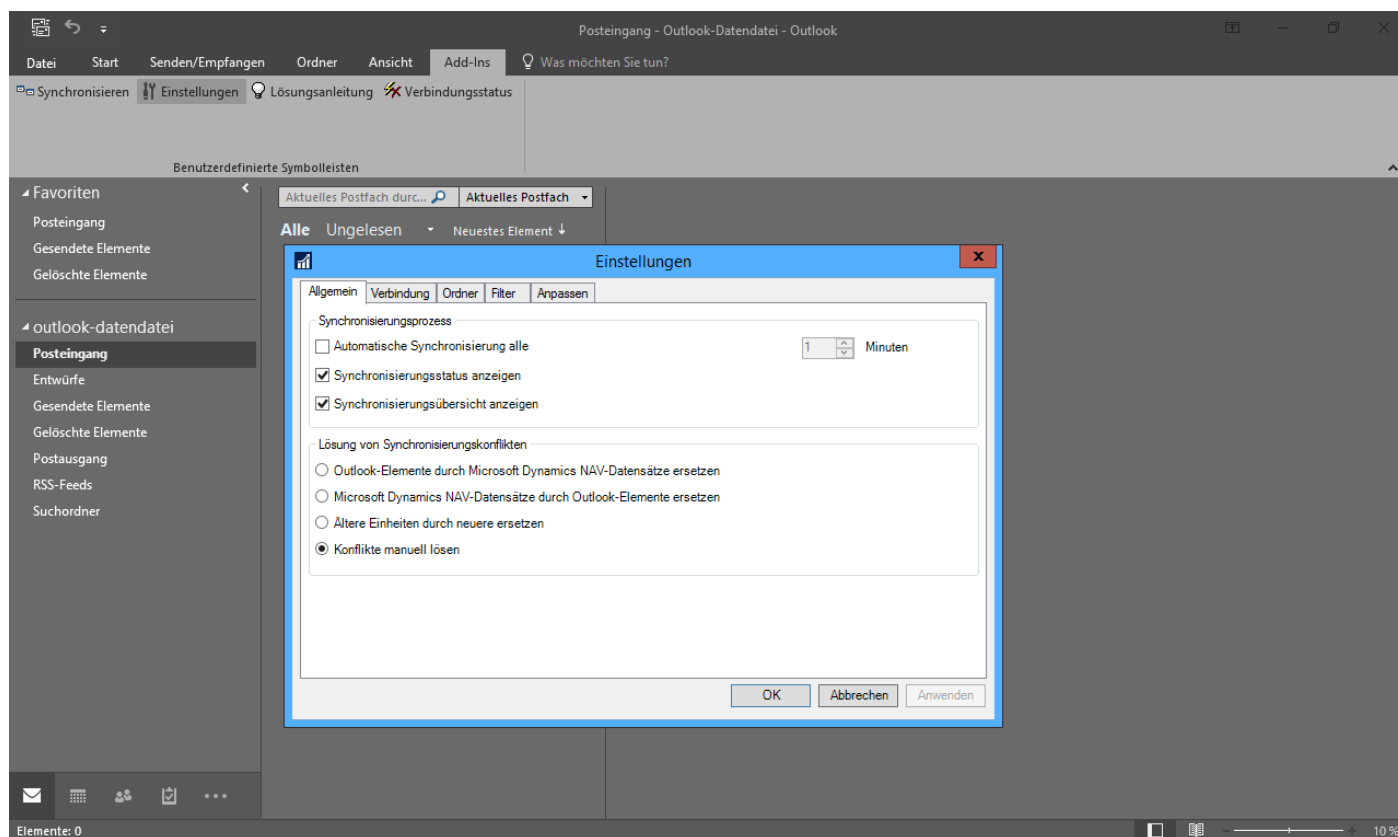 Posteingang - Outlook-Datendatei - Outlook
Datei Start Senden/Empfangen Ordner Ansicht Add-Ins Was möchten Sie tun?
Synchronisieren Einstellungen Lösungsanleitung Verbindungsstatus
Benutzerdefinierte Symbolleisten
Favoriten
Posteingang
Gesendete Elemente
Gelöschte Elemente
outlook-datendatei
Posteingang
Entwürfe
Gesendete Elemente
Gelöschte Elemente
Postausgang
RSS-Feeds
Suchordner
Aktuelles Postfach durc... Aktuelles Postfach
Alle Ungelesen Neuestes Element ↓
Einstellungen
Allgemein Verbindung Ordner Filter Anpassen
Synchronisierungsprozess
Automatische Synchronisierung alle 1 Minuten
Synchronisierungsstatus anzeigen
Synchronisierungsübersicht anzeigen
Lösung von Synchronisierungskonflikten
Outlook-Elemente durch Microsoft Dynamics NAV-Datensätze ersetzen
Microsoft Dynamics NAV-Datensätze durch Outlook-Elemente ersetzen
Ältere Einheiten durch neuere ersetzen
Konflikte manuell lösen
OK Abbrechen Anwenden
Elemente: 0 10 %